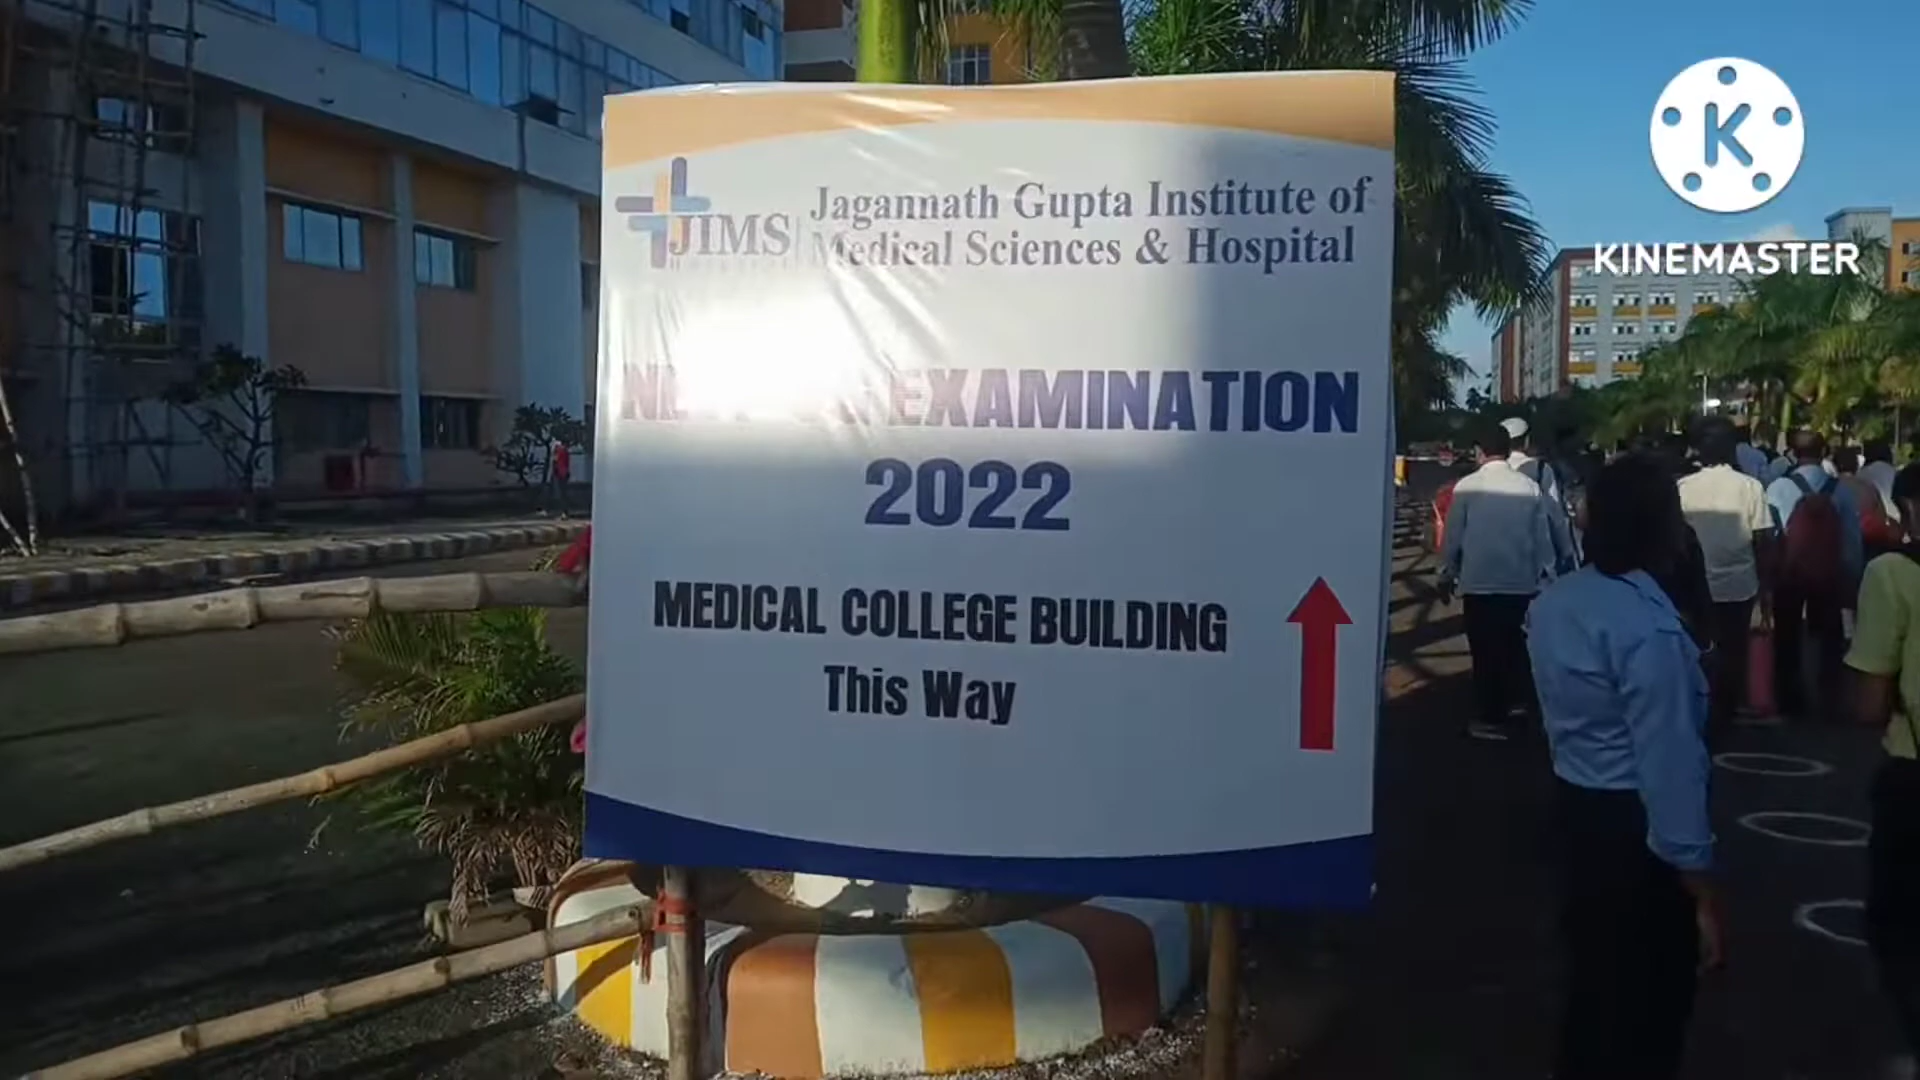 JIMS
Jagannath Gupta Institute of
Medical Sciences & Hospital
EXAMINATION
2022
MEDICAL COLLEGE BUILDING
This Way
K
KINEMASTER